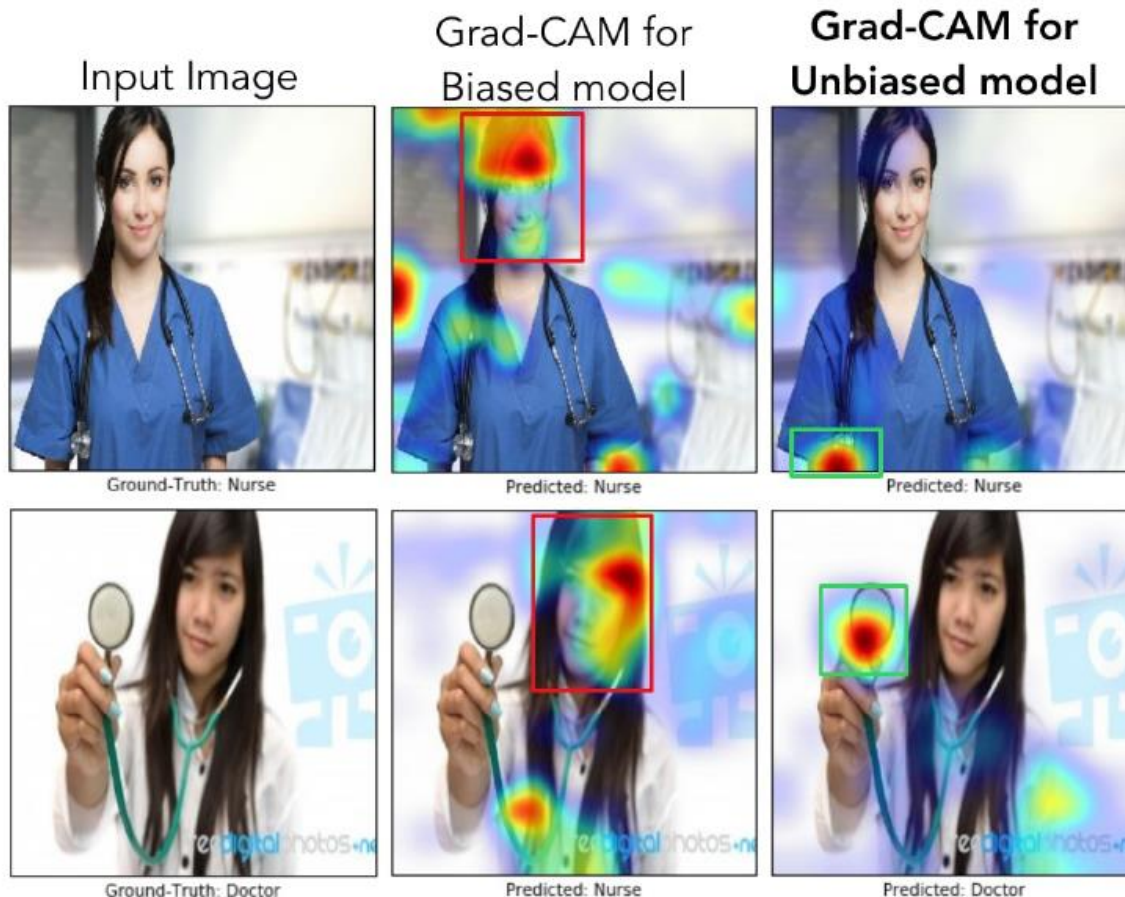 Input Image
Grad-CAM for
Biased model
Grad-CAM for
Unbiased model
Ground-Truth: Nurse
Predicted: Nurse
Predicted: Nurse
Ground-Truth: Doctor
Predicted: Nurse
Predicted: Doctor